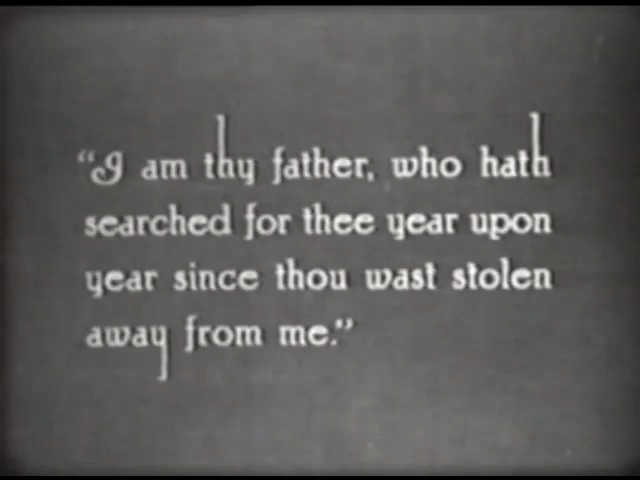 "I am thy father, who hath
searched for thee year upon
year since thou wast stolen
away from me."